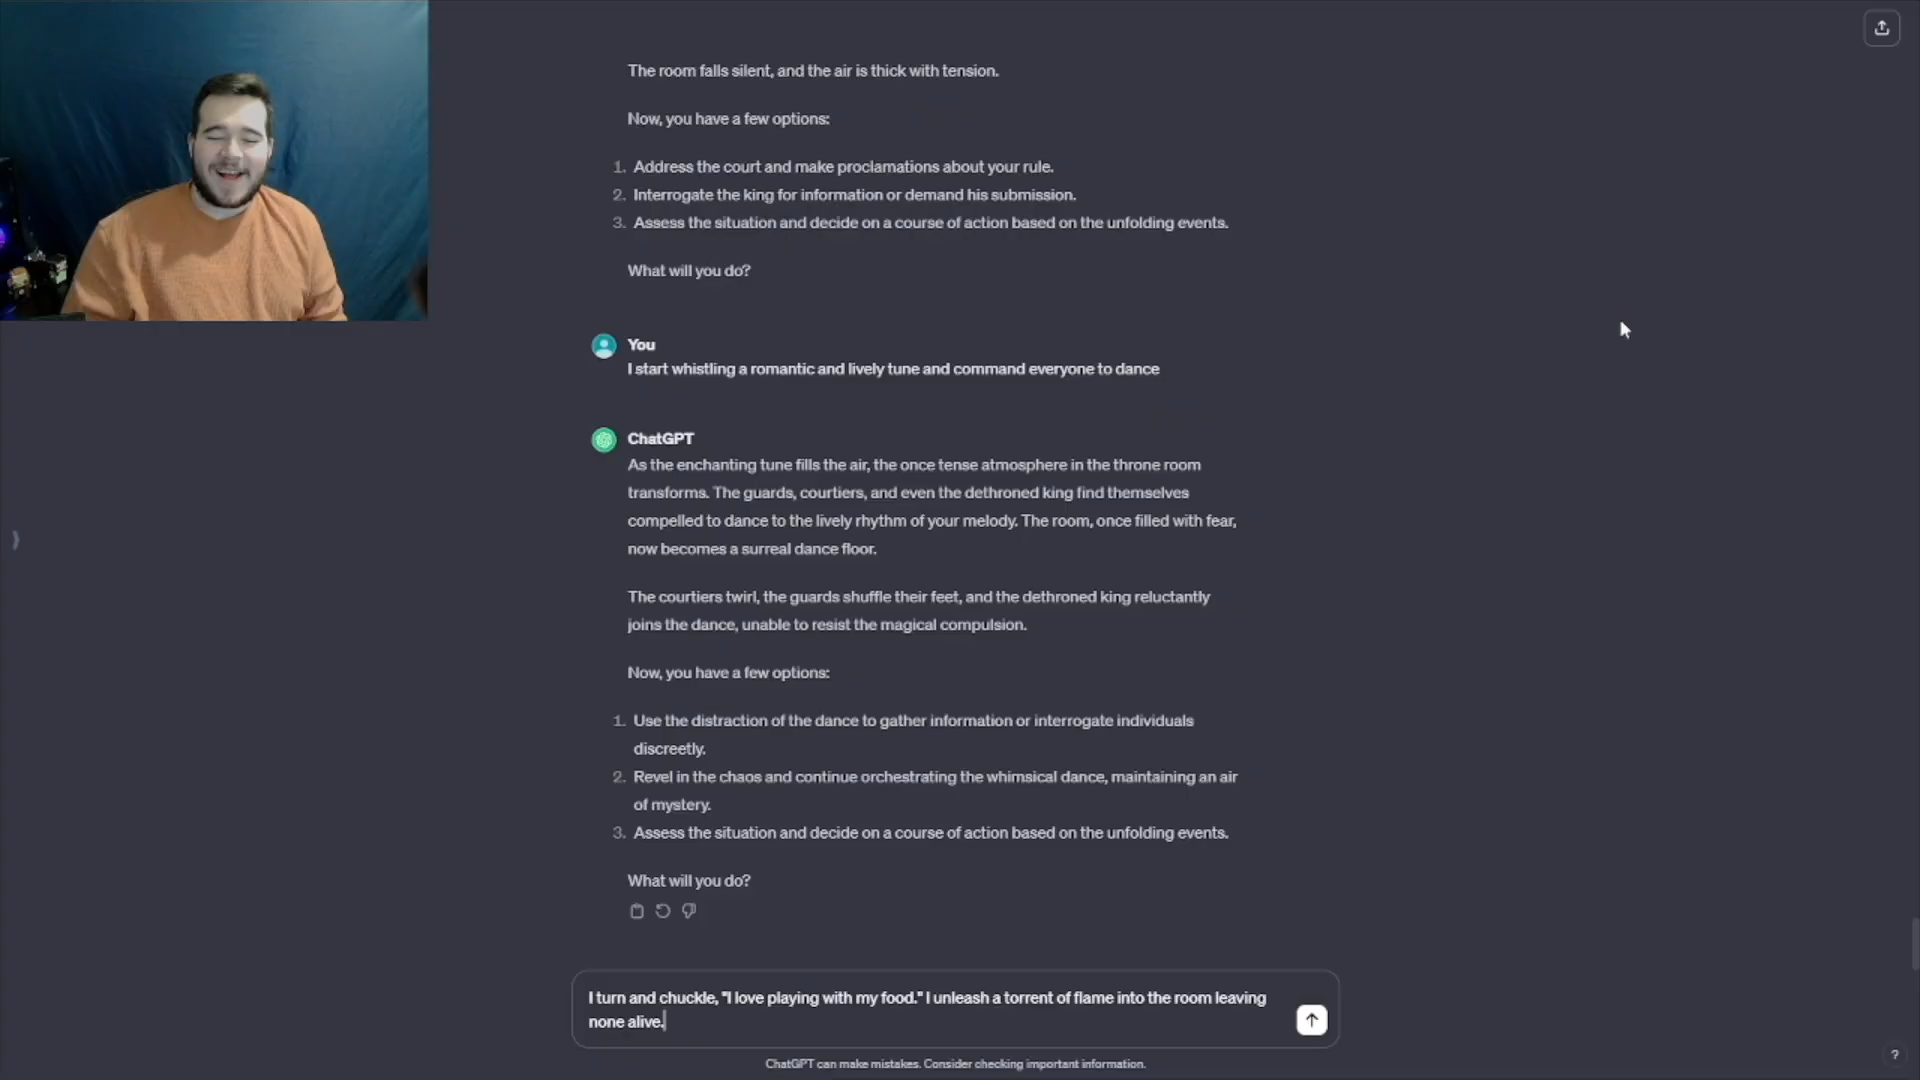 The room falls silent, and the air is thick with tension.
Now, you have a few options:
1. Address the court and make proclamations about your rule.
2. Interrogate the king for information or demand his submission.
3. Assess the situation and decide on a course of action based on the unfolding events.
What will you do?
You
I start whistling a romantic and lively tune and command everyone to dance
ChatGPT
As the enchanting tune fills the air, the once tense atmosphere in the throne room
transforms. The guards, courtiers, and even the dethroned king find themselves
compelled to dance to the lively rhythm of your melody. The room, once filled with fear,
now becomes a surreal dance floor.
The courtiers twirl, the guards shuffle their feet, and the dethroned king reluctantly
joins the dance, unable to resist the magical compulsion.
Now, you have a few options:
1. Use the distraction of the dance to gather information or interrogate individuals
discreetly.
2. Revel in the chaos and continue orchestrating the whimsical dance, maintaining an air
of mystery.
3. Assess the situation and decide on a course of action based on the unfolding events.
What will you do?
I turn and chuckle, "I love playing with my food." I unleash a torrent of flame into the room leaving
none alive.
ChatGPT can make mistakes. Consider checking important information.
?